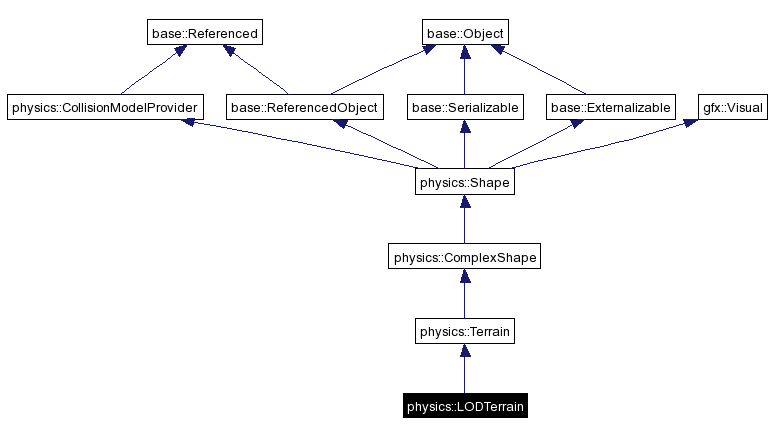 base::Referenced
base::Object
physics::CollisionModelProvider
base::ReferencedObject
base::Serializable
base::Externalizable
gfx::Visual
physics::Shape
physics::ComplexShape
physics::Terrain
physics::LODTerrain